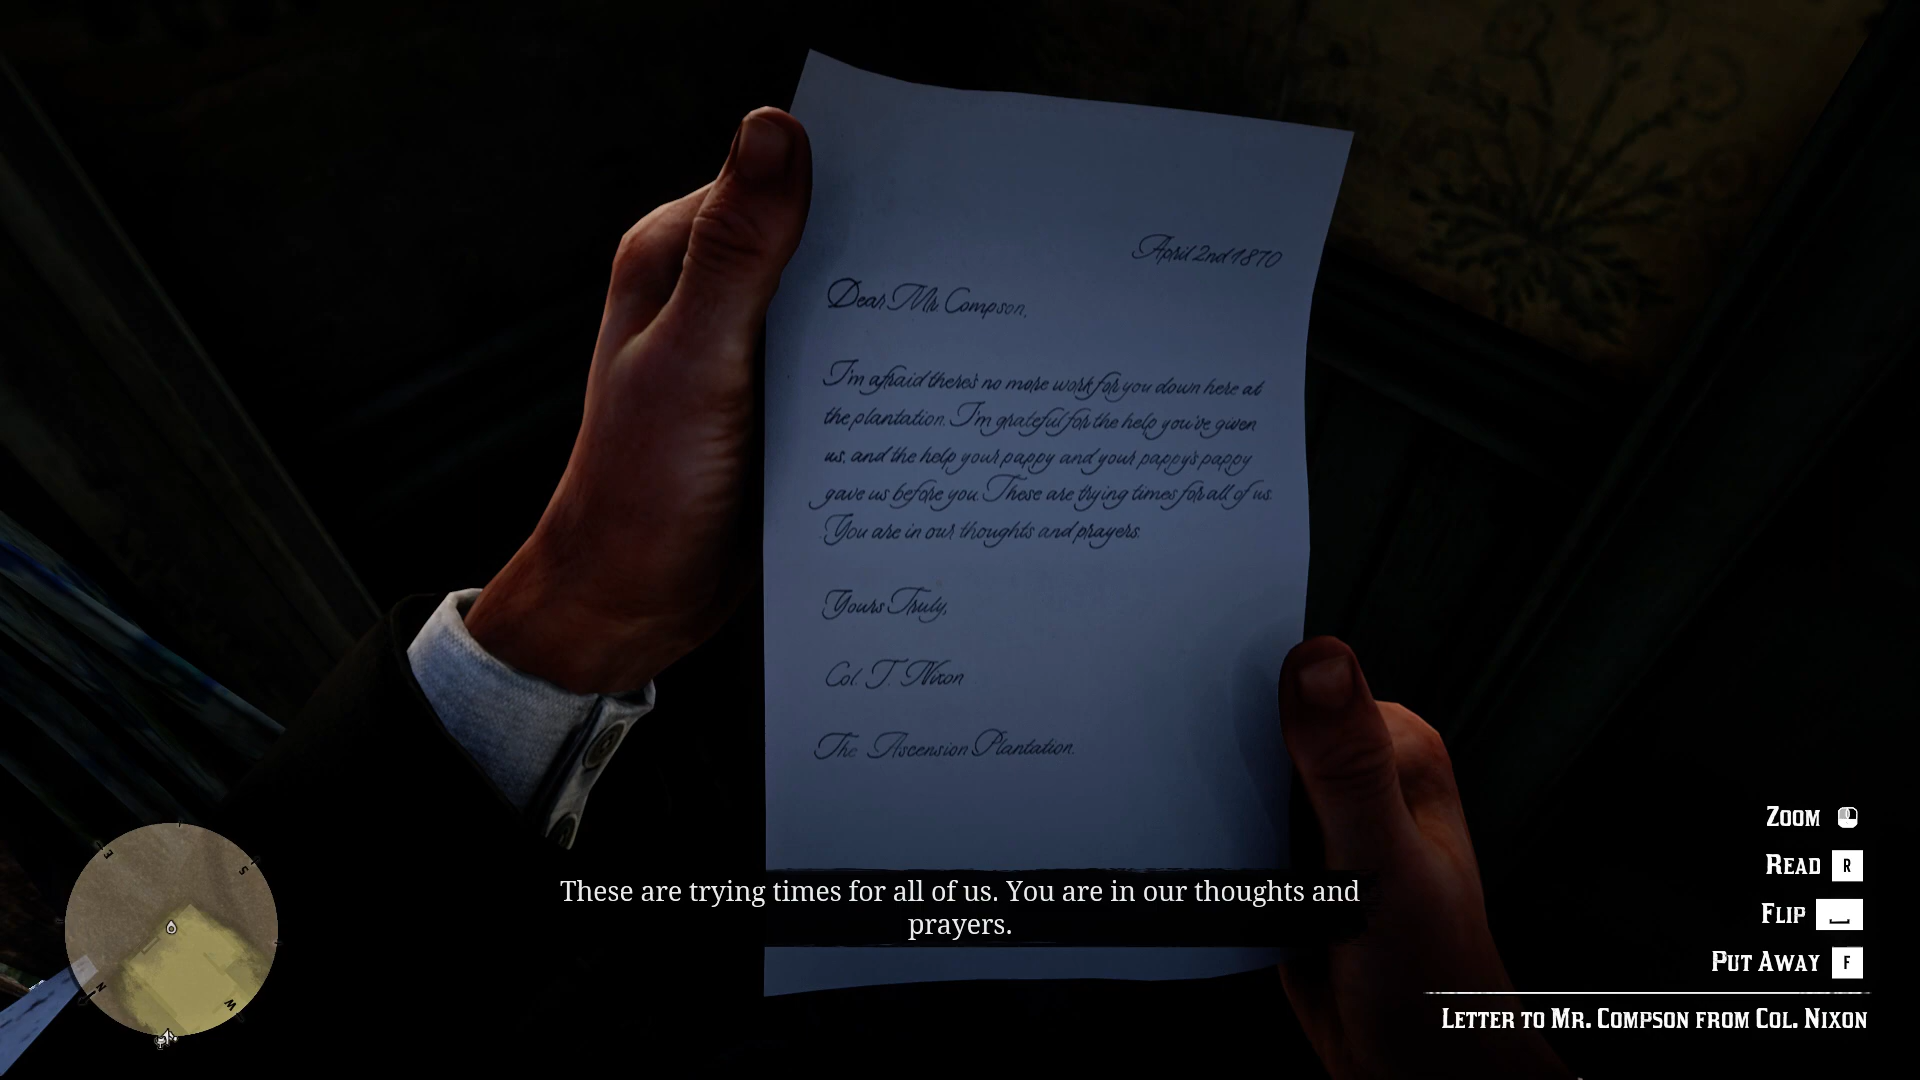 April 2nd 1870
Dear Mr. Compson,
I'm afraid there's no more work for you down here at
the plantation. I'm grateful for the help you've given
us, and the help your pappy and your pappy's pappy
gave us before you. These are trying times for all of us.
You are in our thoughts and prayers.
Yours Truly,
Col. T. Nixon
The Ascension Plantation.
These are trying times for all of us. You are in our thoughts and
prayers.
Zoom
Read R
Flip
Put Away F
Letter to Mr. Compson from Col. Nixon
E
S
N
W